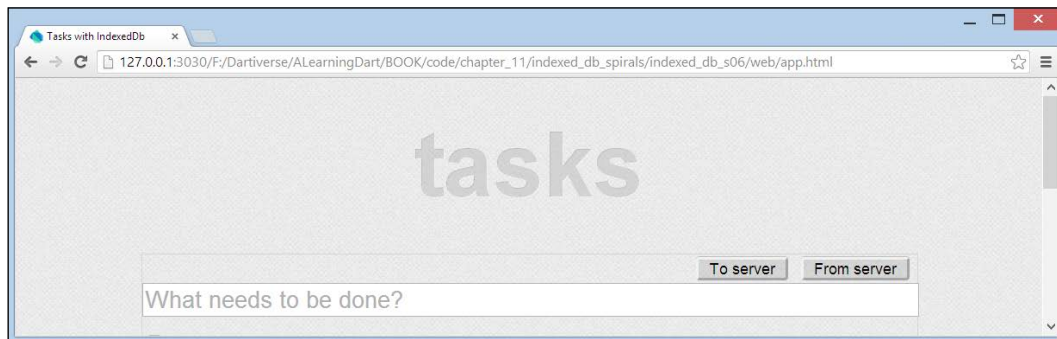 Tasks with IndexedDb
127.0.0.1:3030/F:/Dartiverse/ALearningDart/BOOK/code/chapter_11/indexed_db_spirals/indexed_db_s06/web/app.html
tasks
To server From server
What needs to be done?